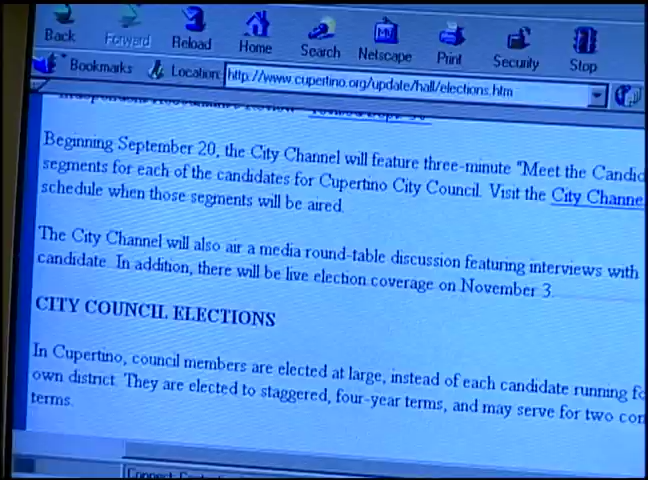 Back Forward Reload Home Search Netscape Print Security Stop
Bookmarks Location: http://www.cupertino.org/update/hall/elections.htm
Beginning September 20, the City Channel will feature three-minute "Meet the Candid
segments for each of the candidates for Cupertino City Council. Visit the City Channe
schedule when those segments will be aired.
The City Channel will also air a media round-table discussion featuring interviews with
candidate. In addition, there will be live election coverage on November 3.
CITY COUNCIL ELECTIONS
In Cupertino, council members are elected at large, instead of each candidate running fo
own district. They are elected to staggered, four-year terms, and may serve for two con
terms.